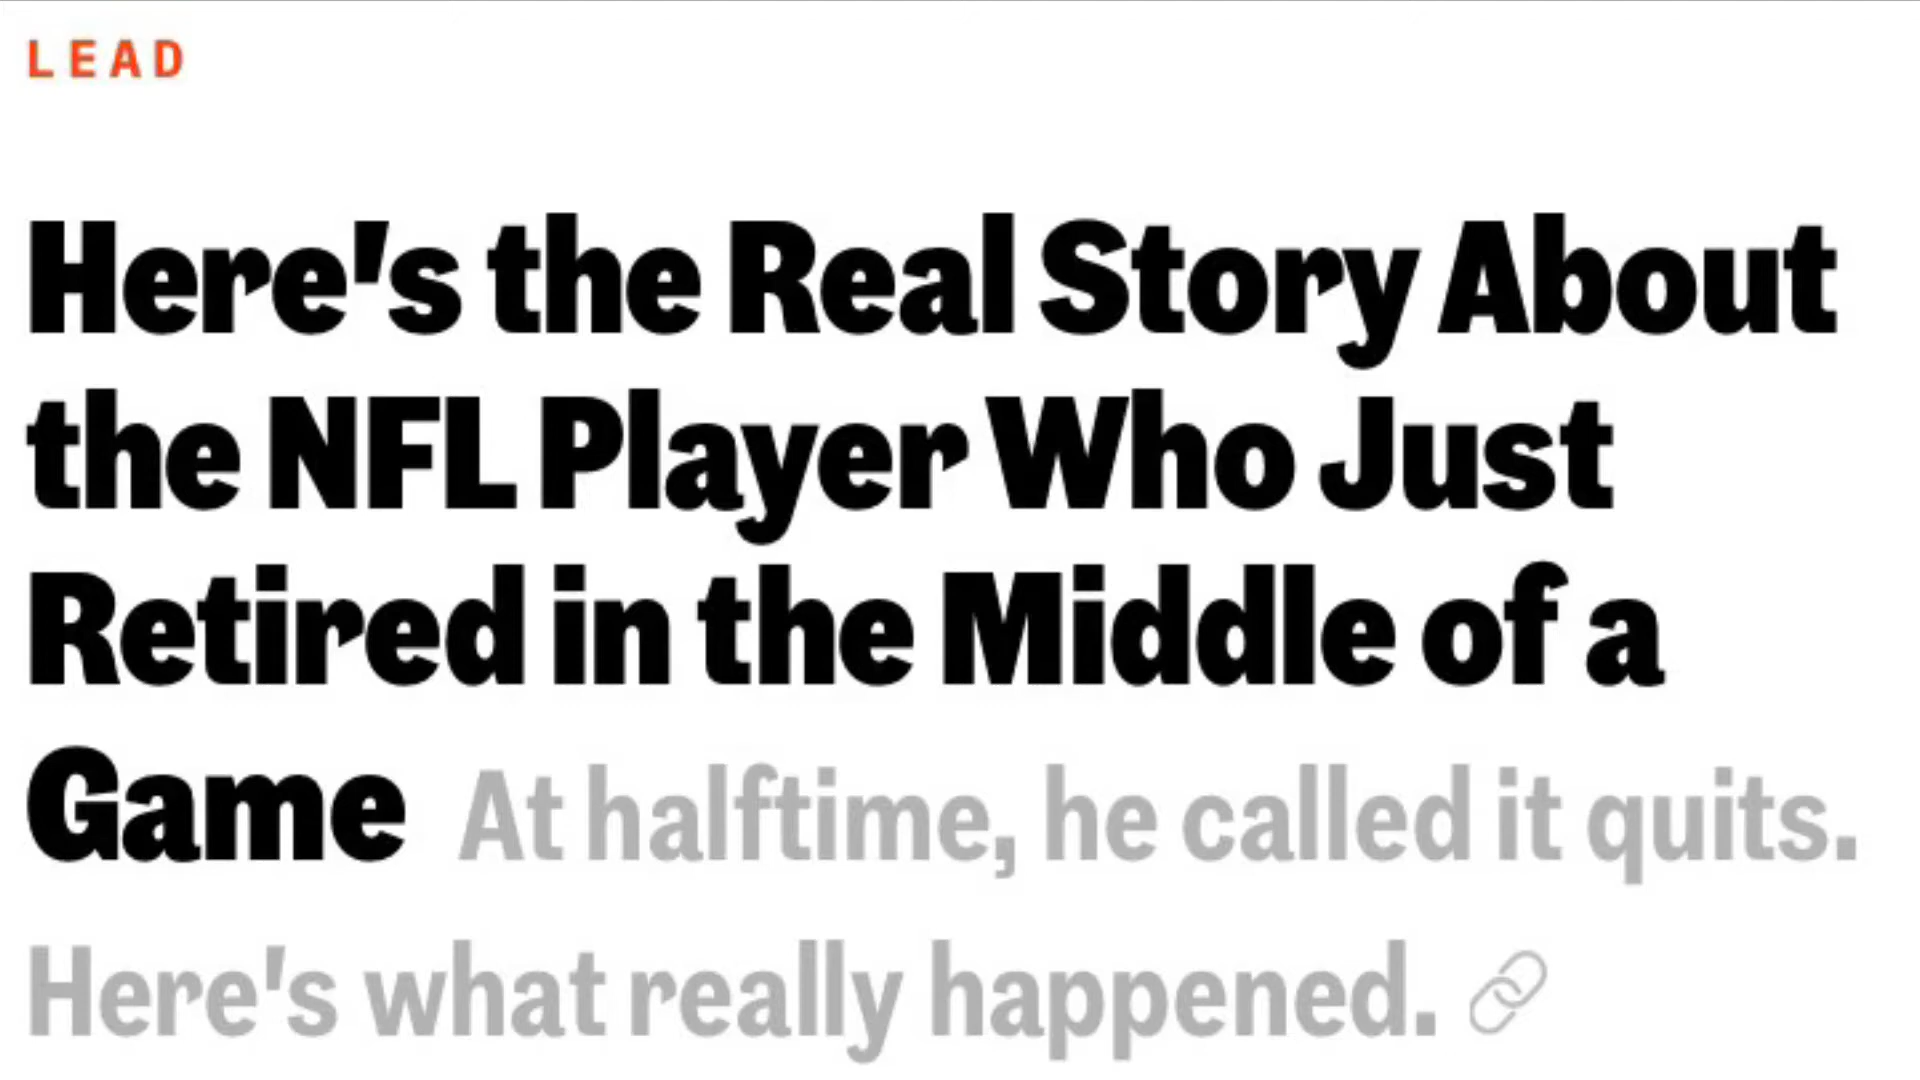 LEAD
Here's the Real Story About
the NFL Player Who Just
Retired in the Middle of a
Game At halftime, he called it quits.
Here's what really happened.